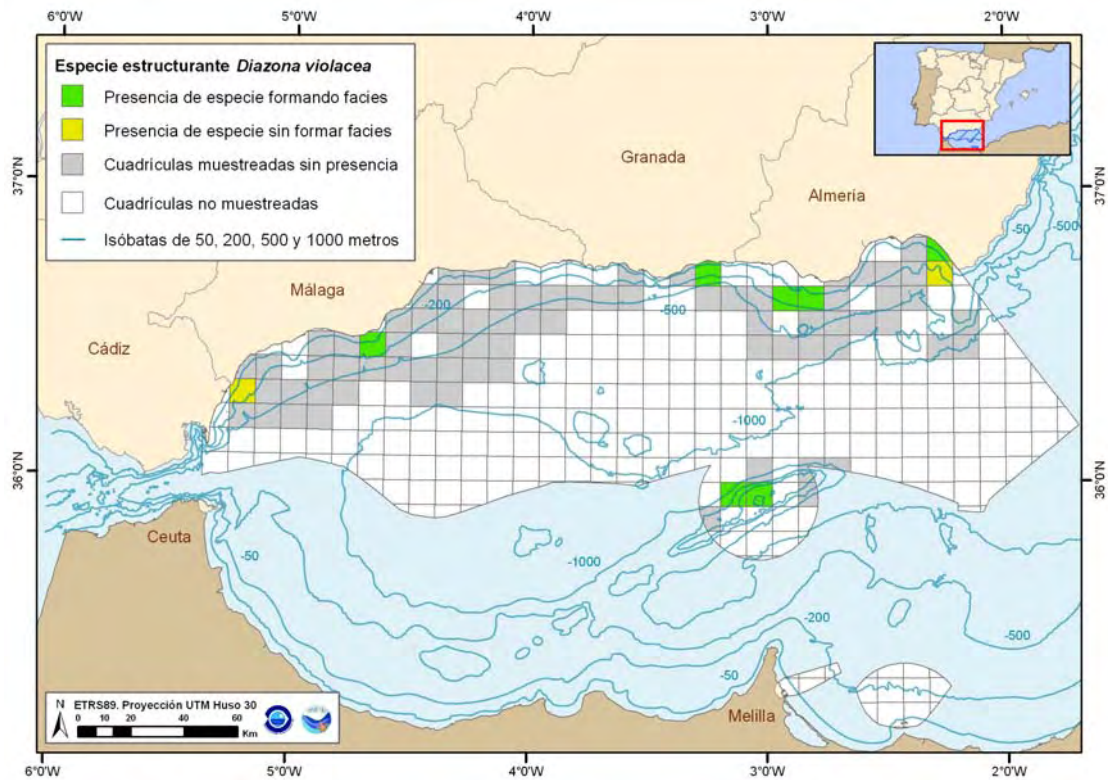 6°0'W 5°0'W 4°0'W 3°0'W 2°0'W
Especie estructurante Diazona violacea
Presencia de especie formando facies
Presencia de especie sin formar facies
Cuadriculas muestreadas sin presencia
Cuadriculas no muestreadas
Isóbatas de 50, 200, 500 y 1000 metros
37°0'N
37°0'N
Granada
Almería
-50
-500
Málaga
-200
-500
Cádiz
-1000
36°0'N
36°0'N
Ceuta
-50
-1000
-200
-500
-50
Melilla
N
ETRS89. Proyección UTM Huso 30
0 10 20 40 60
Km
6°0'W 5°0'W 4°0'W 3°0'W 2°0'W